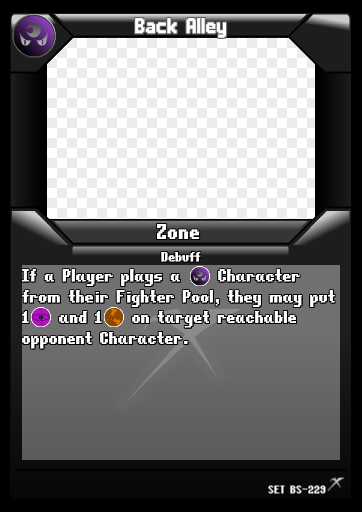 Back Alley
Zone
Debuff
If a Player plays a Character
from their Fighter Pool, they may put
1 and 1 on target reachable
opponent Character.
SET BS-229